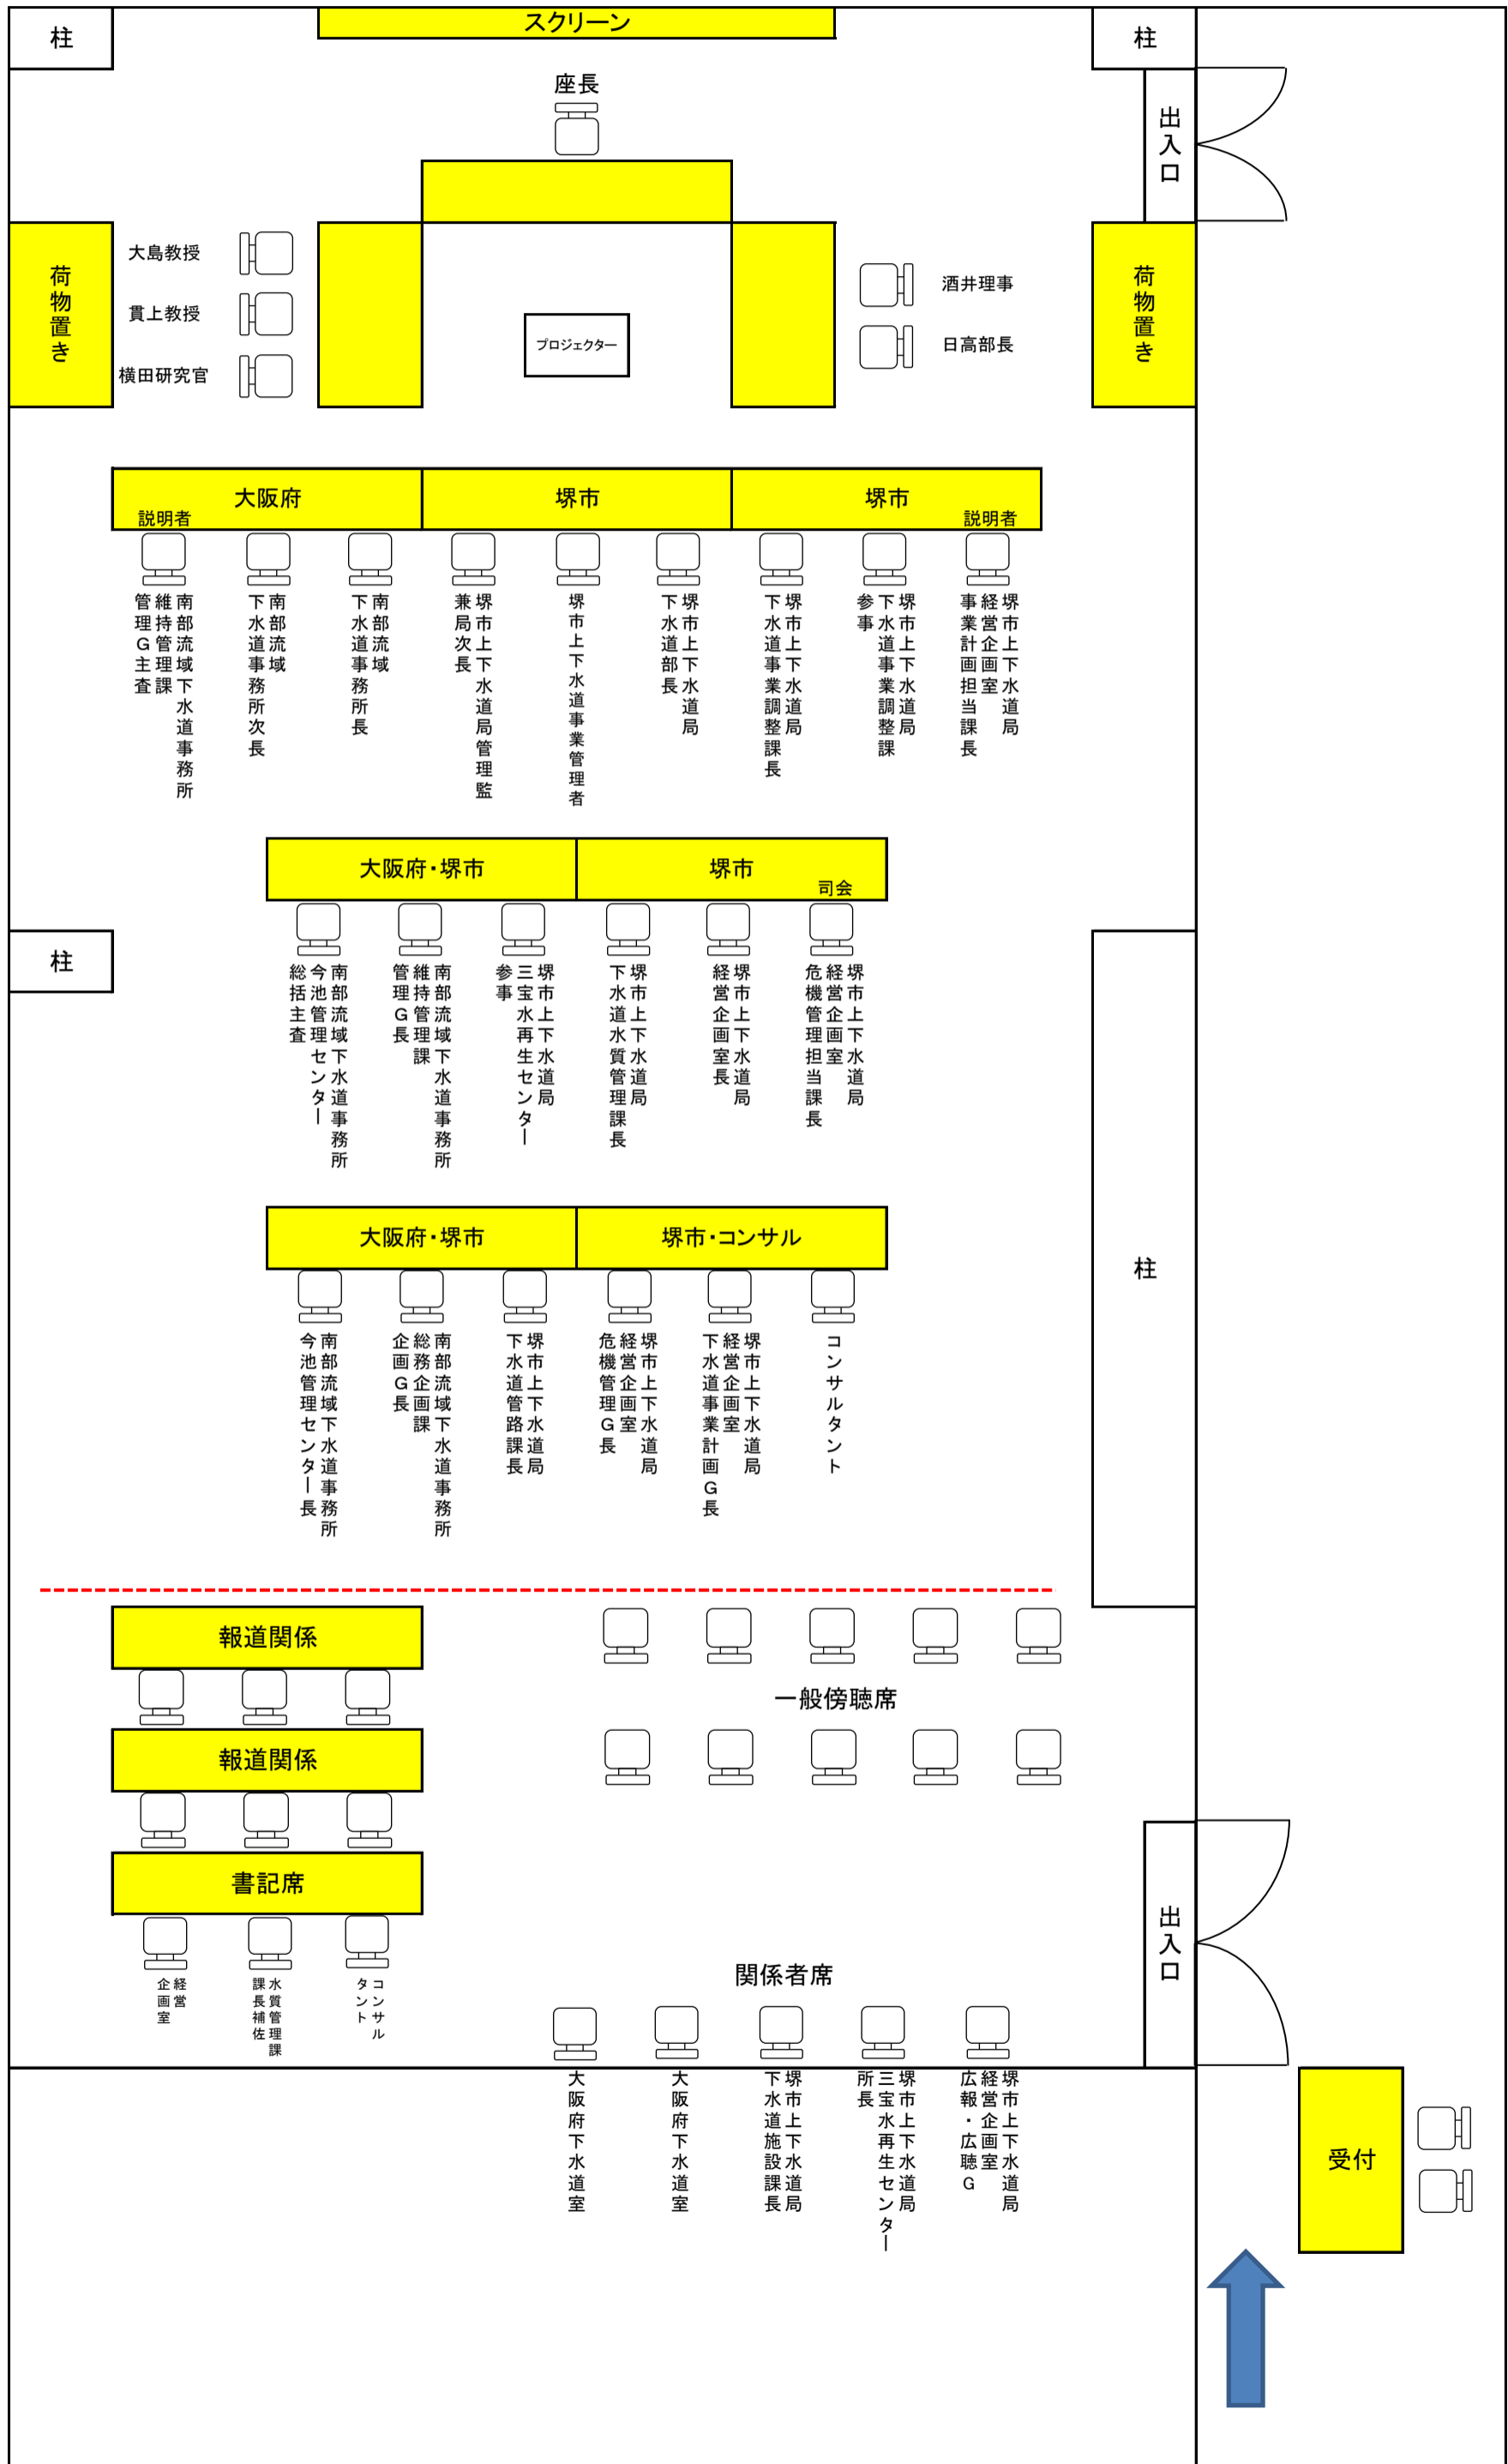 スクリーン
柱
柱
座長
出入口
荷物置き
大島教授
貫上教授
横田研究官
プロジェクター
酒井理事
日高部長
荷物置き
大阪府
説明者
堺市
堺市
説明者
南部流域下水道事務所
維持管理課
管理G主査
南部流域
下水道事務所次長
南部流域
下水道事務所長
堺市上下水道局管理監
兼局次長
堺市上下水道事業管理者
堺市上下水道局
下水道部長
堺市上下水道局
下水道事業調整課長
堺市上下水道局
下水道事業調整課
参事
堺市上下水道局
経営企画室
事業計画担当課長
大阪府・堺市
堺市
司会
柱
南部流域下水道事務所
今池管理センター
総括主査
南部流域下水道事務所
維持管理課
管理G長
堺市上下水道局
三宝水再生センター
参事
堺市上下水道局
下水道水質管理課長
堺市上下水道局
経営企画室長
堺市上下水道局
経営企画室
危機管理担当課長
大阪府・堺市
堺市・コンサル
柱
南部流域下水道事務所
今池管理センター長
南部流域下水道事務所
総務企画課
企画G長
堺市上下水道局
下水道管路課長
堺市上下水道局
経営企画室
危機管理G長
堺市上下水道局
経営企画室
下水道事業計画G長
コンサルタント
報道関係
一般傍聴席
報道関係
書記席
経営
企画室
水質管理課
課長補佐
コンサル
タント
出入口
関係者席
大阪府下水道室
大阪府下水道室
堺市上下水道局
下水道施設課長
堺市上下水道局
三宝水再生センター
所長
堺市上下水道局
経営企画室
広報・広聴G
受付